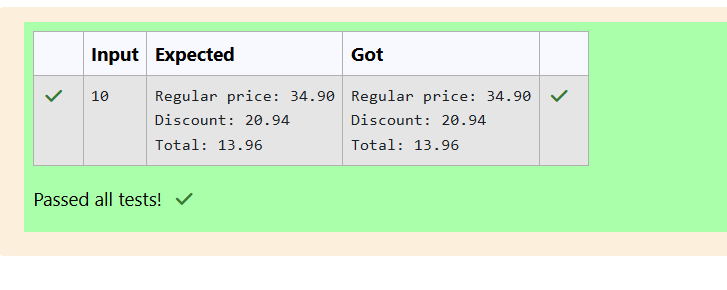 Input Expected Got
10 Regular price: 34.90 Regular price: 34.90
Discount: 20.94 Discount: 20.94
Total: 13.96 Total: 13.96
Passed all tests!